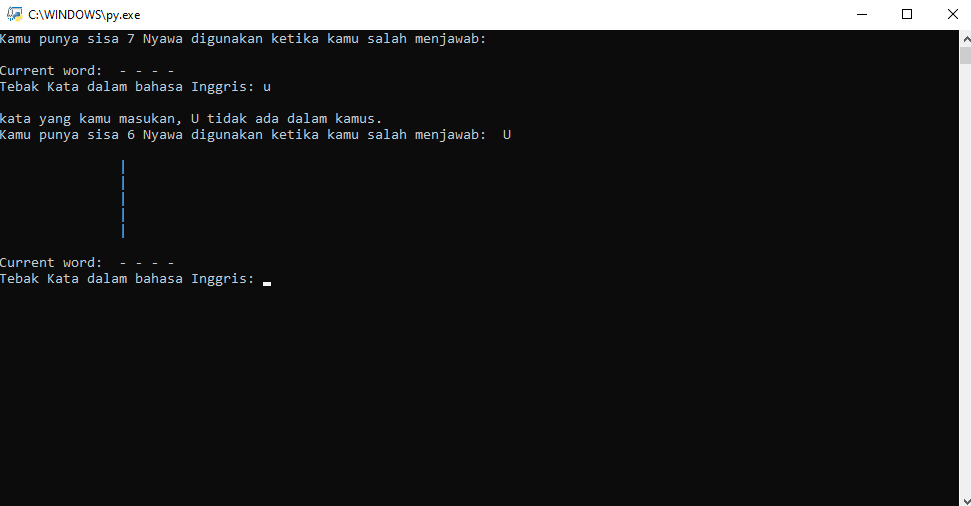 C:\WINDOWS\py.exe
Kamu punya sisa 7 Nyawa digunakan ketika kamu salah menjawab:
Current word:  - - - -
Tebak Kata dalam bahasa Inggris: u
kata yang kamu masukan, U tidak ada dalam kamus.
Kamu punya sisa 6 Nyawa digunakan ketika kamu salah menjawab:  U
|
|
|
|
|
Current word:  - - - -
Tebak Kata dalam bahasa Inggris: